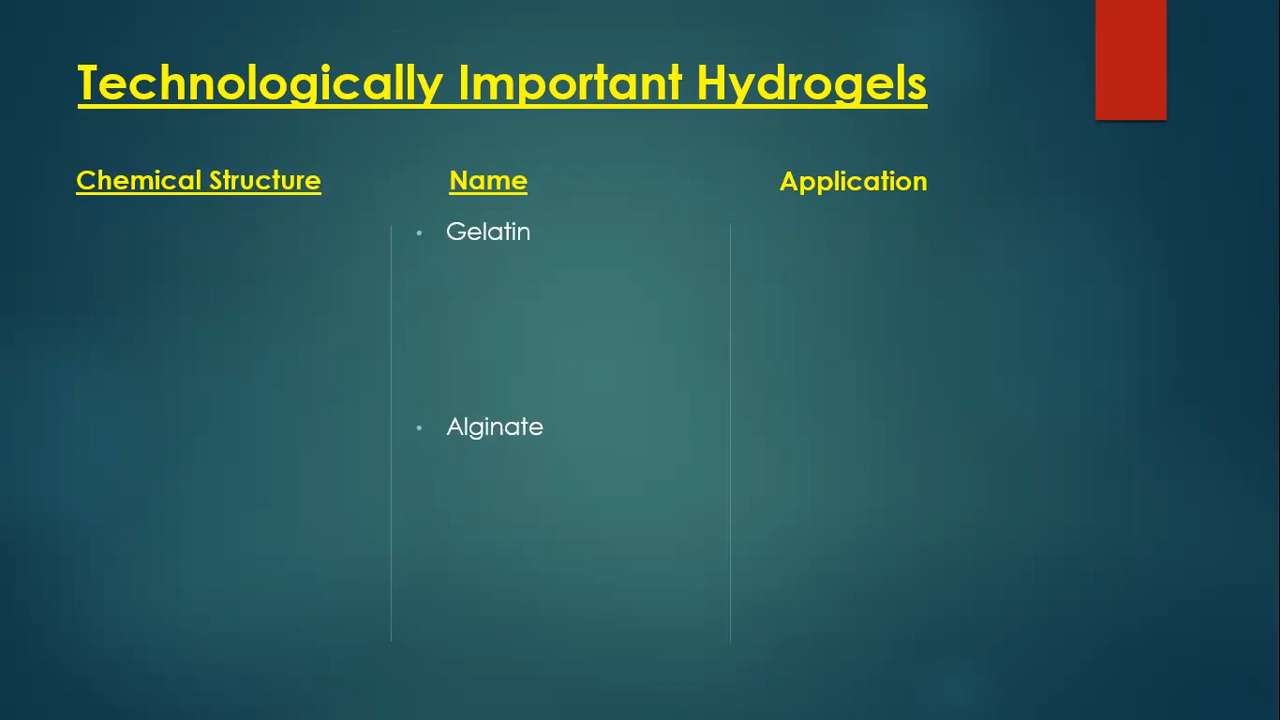 Technologically Important Hydrogels
Chemical Structure
Name
Application
• Gelatin
• Alginate